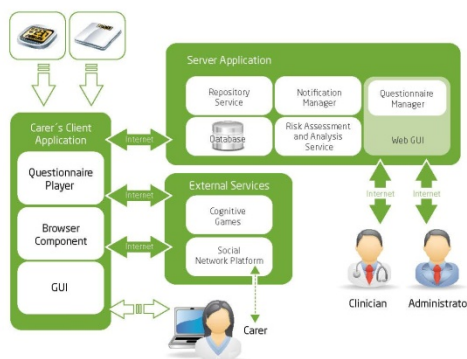 Server Application
Repository
Service
Notification
Manager
Questionnaire
Manager
Database
Risk Assessment
and Analysis
Service
Web GUI
Carer´s Client
Application
Internet
Questionnaire
Player
Browser
Component
GUI
Internet
Internet
External Services
Cognitive
Games
Social
Network Platform
Internet
Internet
Clinician
Administrato
Carer